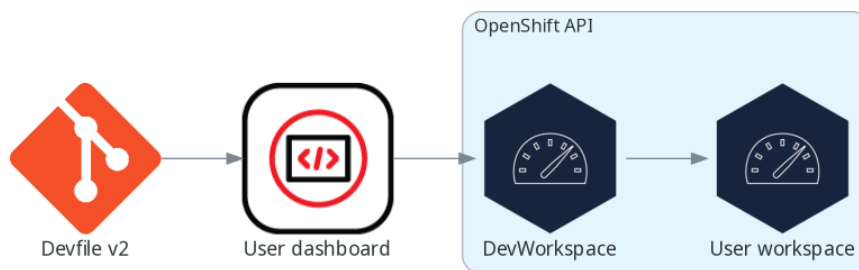 OpenShift API
</>
Devfile v2
User dashboard
DevWorkspace
User workspace